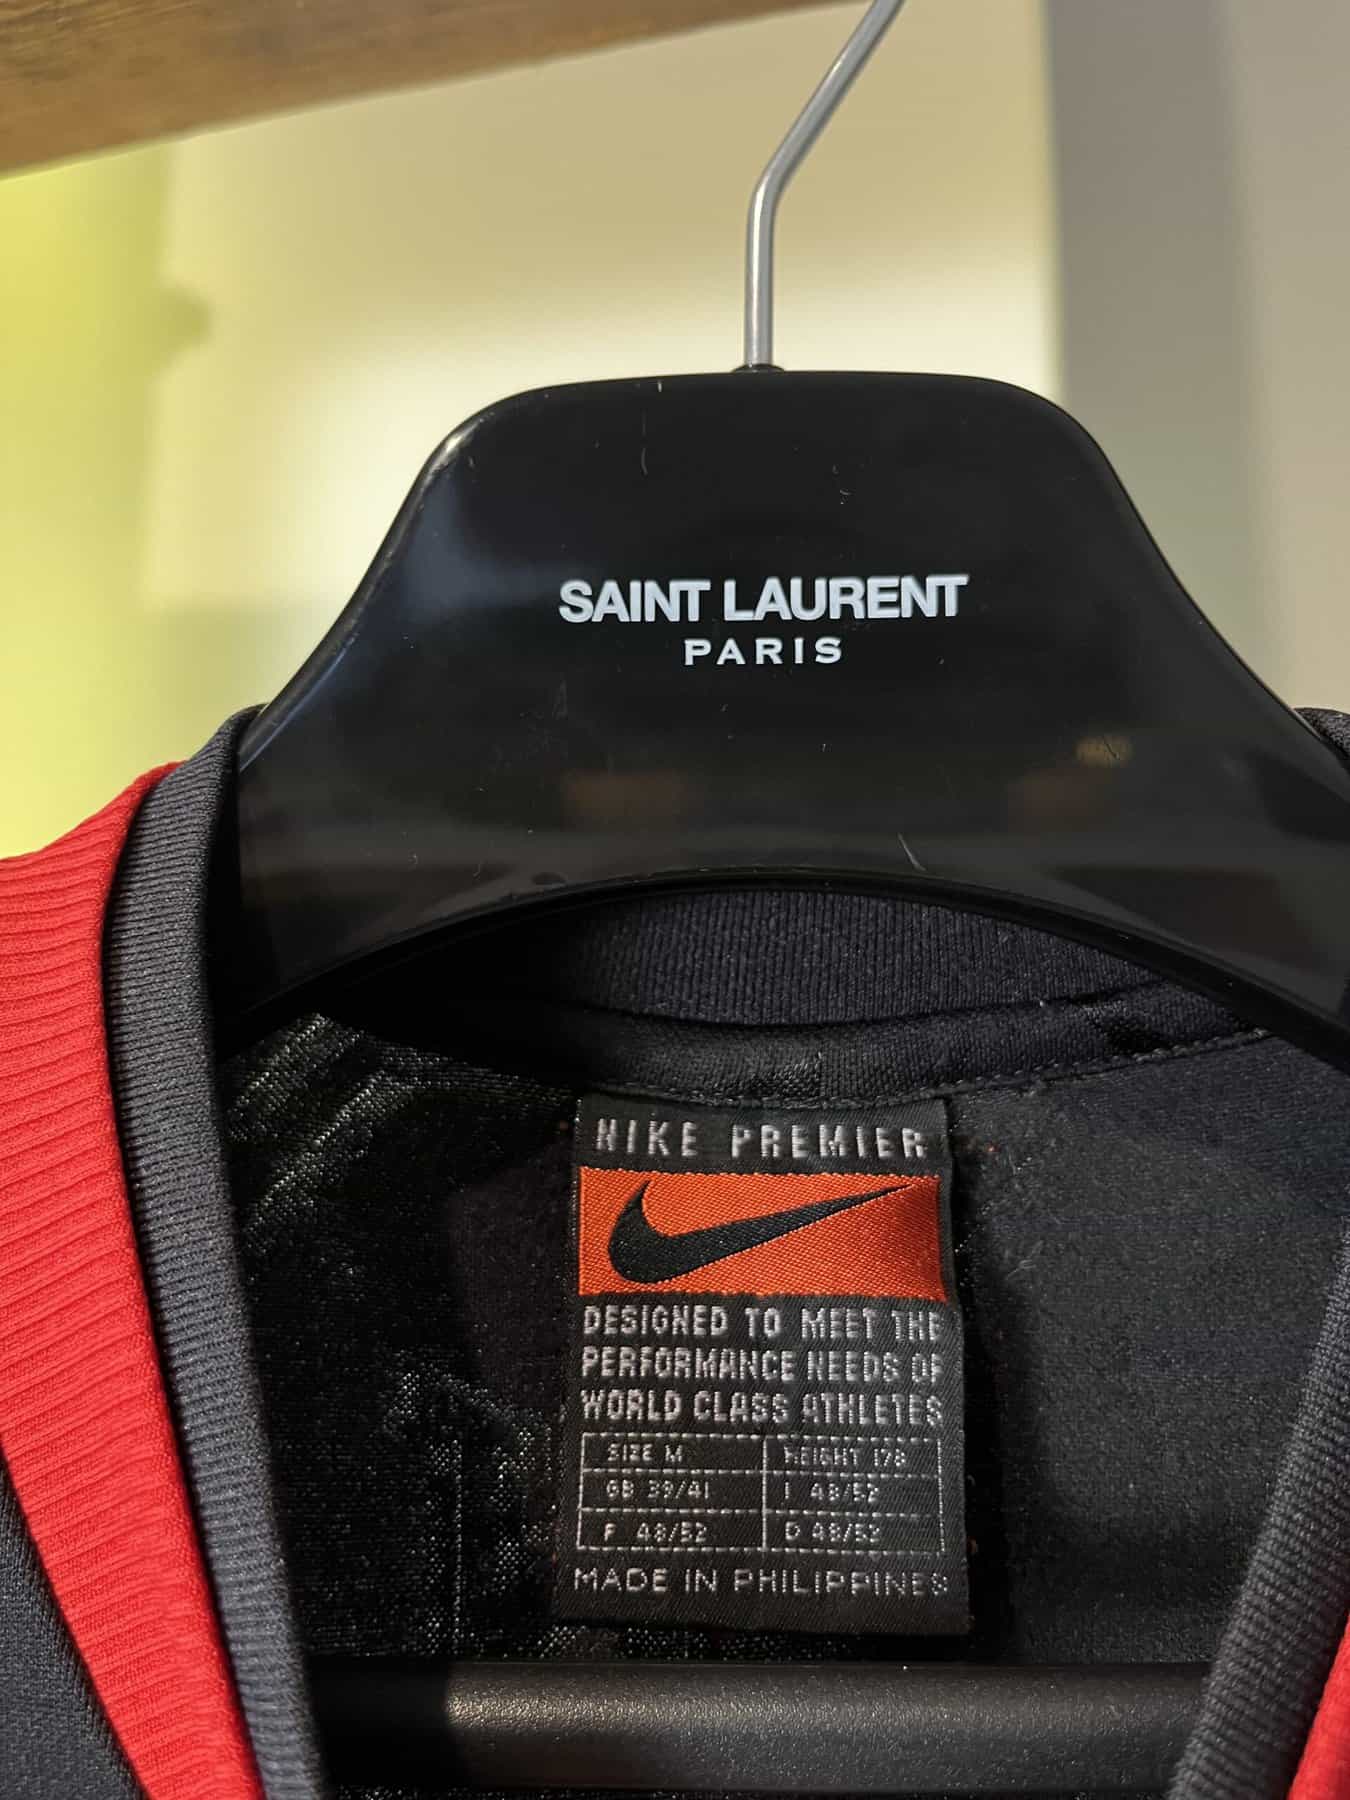 SAINT LAURENT
PARIS
NIKE PREMIER
DESIGNED TO MEET THE
PERFORMANCE NEEDS OF
WORLD CLASS ATHLETES
SIZE M HEIGHT 178
GB 39/41 I 48/52
F 48/52 D 48/52
MADE IN PHILIPPINES